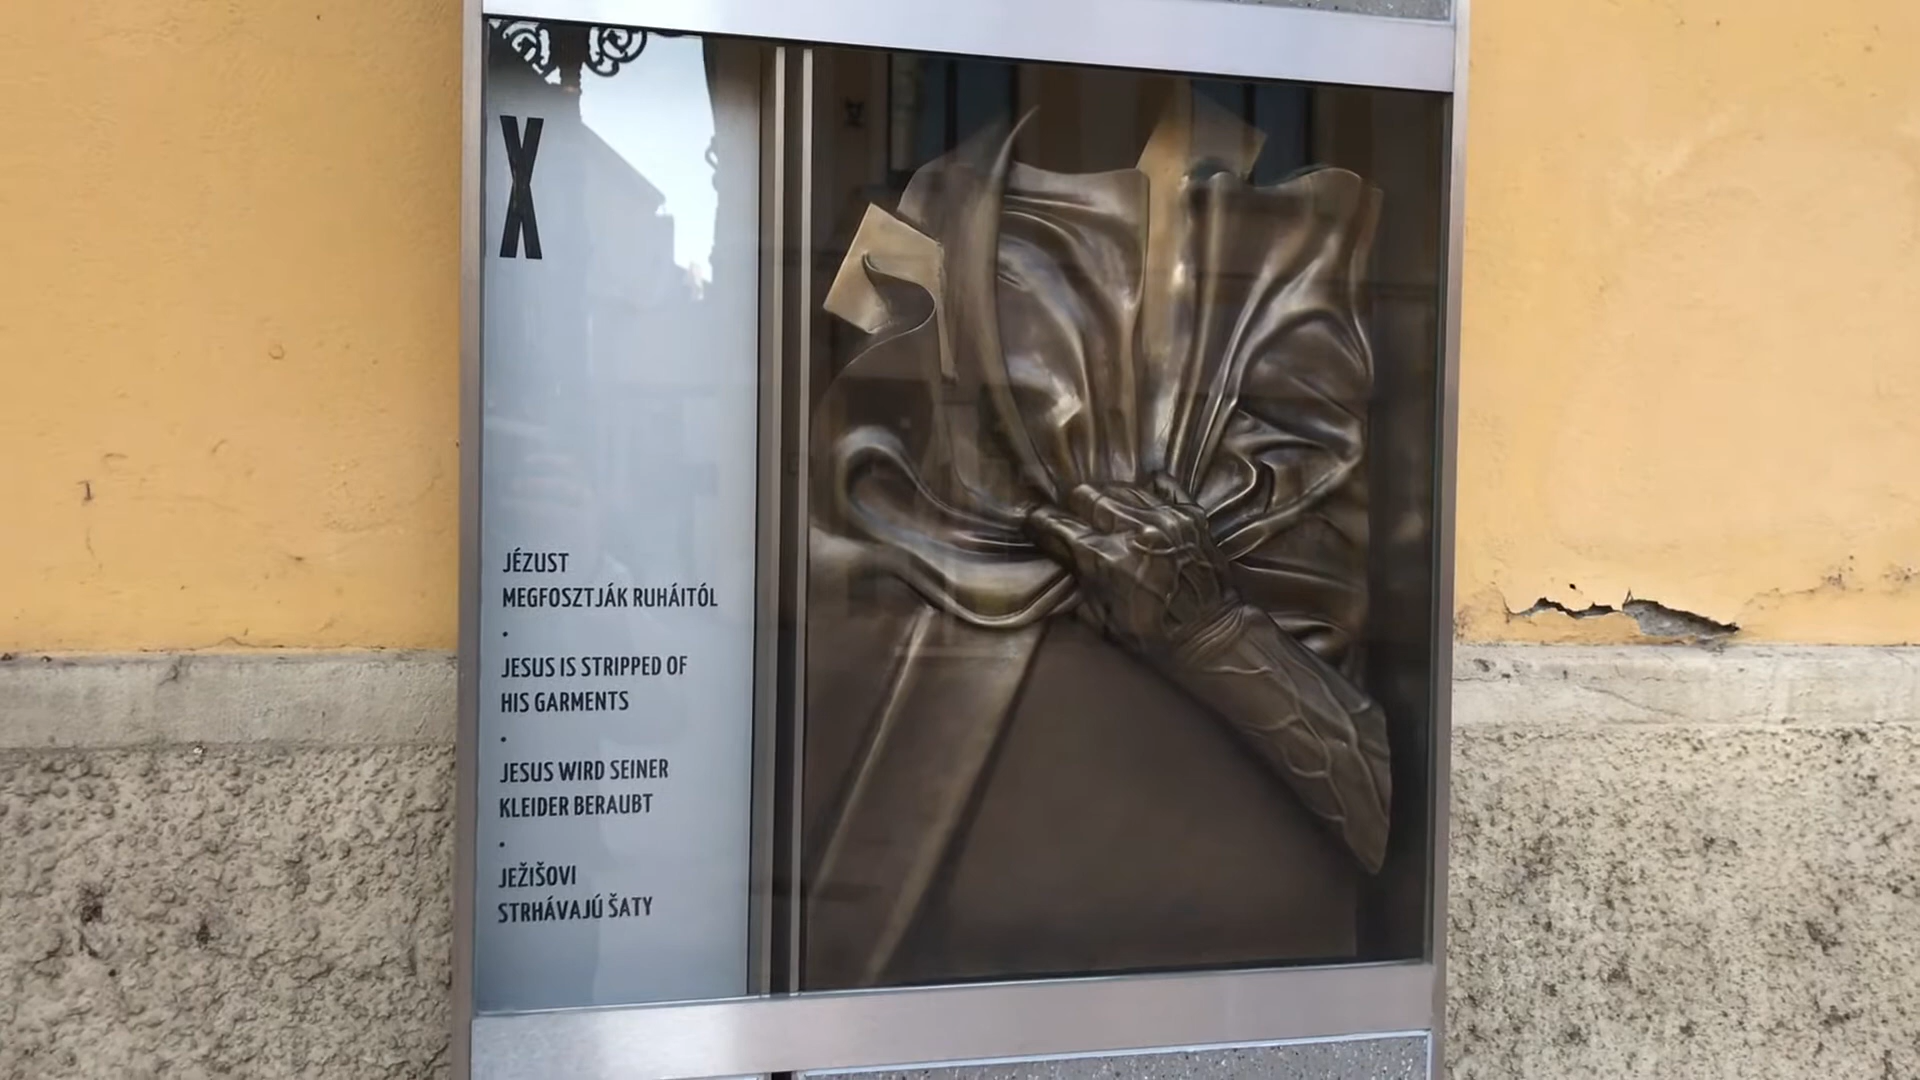 X
JÉZUST
MEGFOSZTJÁK RUHÁITÓL
•
JESUS IS STRIPPED OF
HIS GARMENTS
•
JESUS WIRD SEINER
KLEIDER BERAUBT
•
JEŽIŠOVI
STRHÁVAJÚ ŠATY